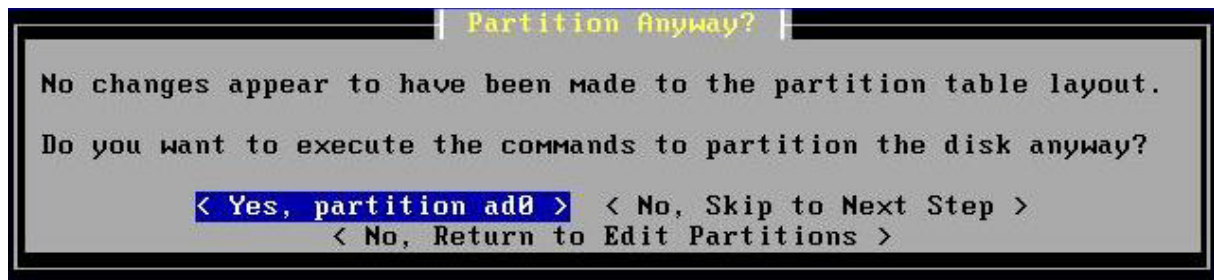 Partition Anyway?
No changes appear to have been made to the partition table layout.
Do you want to execute the commands to partition the disk anyway?
< Yes, partition ad0 > < No, Skip to Next Step >
< No, Return to Edit Partitions >